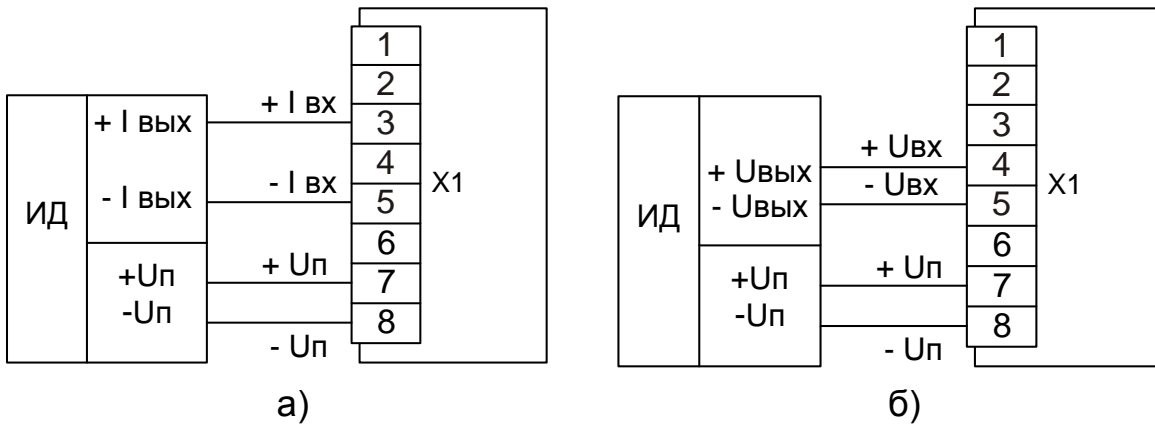 ИД
+ I вых
- I вых
+Uп
-Uп
+ I вх
- I вх
+ Uп
- Uп
1
2
3
4
5
6
7
8
X1
а)
ИД
+ Uвых
- Uвых
+Uп
-Uп
+ Uвх
- Uвх
+ Uп
- Uп
1
2
3
4
5
6
7
8
X1
б)